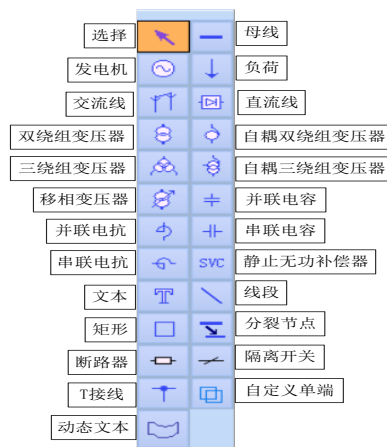 选择 母线
发电机 负荷
交流线 直流线
双绕组变压器 自耦双绕组变压器
三绕组变压器 自耦三绕组变压器
移相变压器 并联电容
并联电抗 串联电容
串联电抗 SVC 静止无功补偿器
文本 T 线段
矩形 分裂节点
断路器 隔离开关
T接线 自定义单端
动态文本